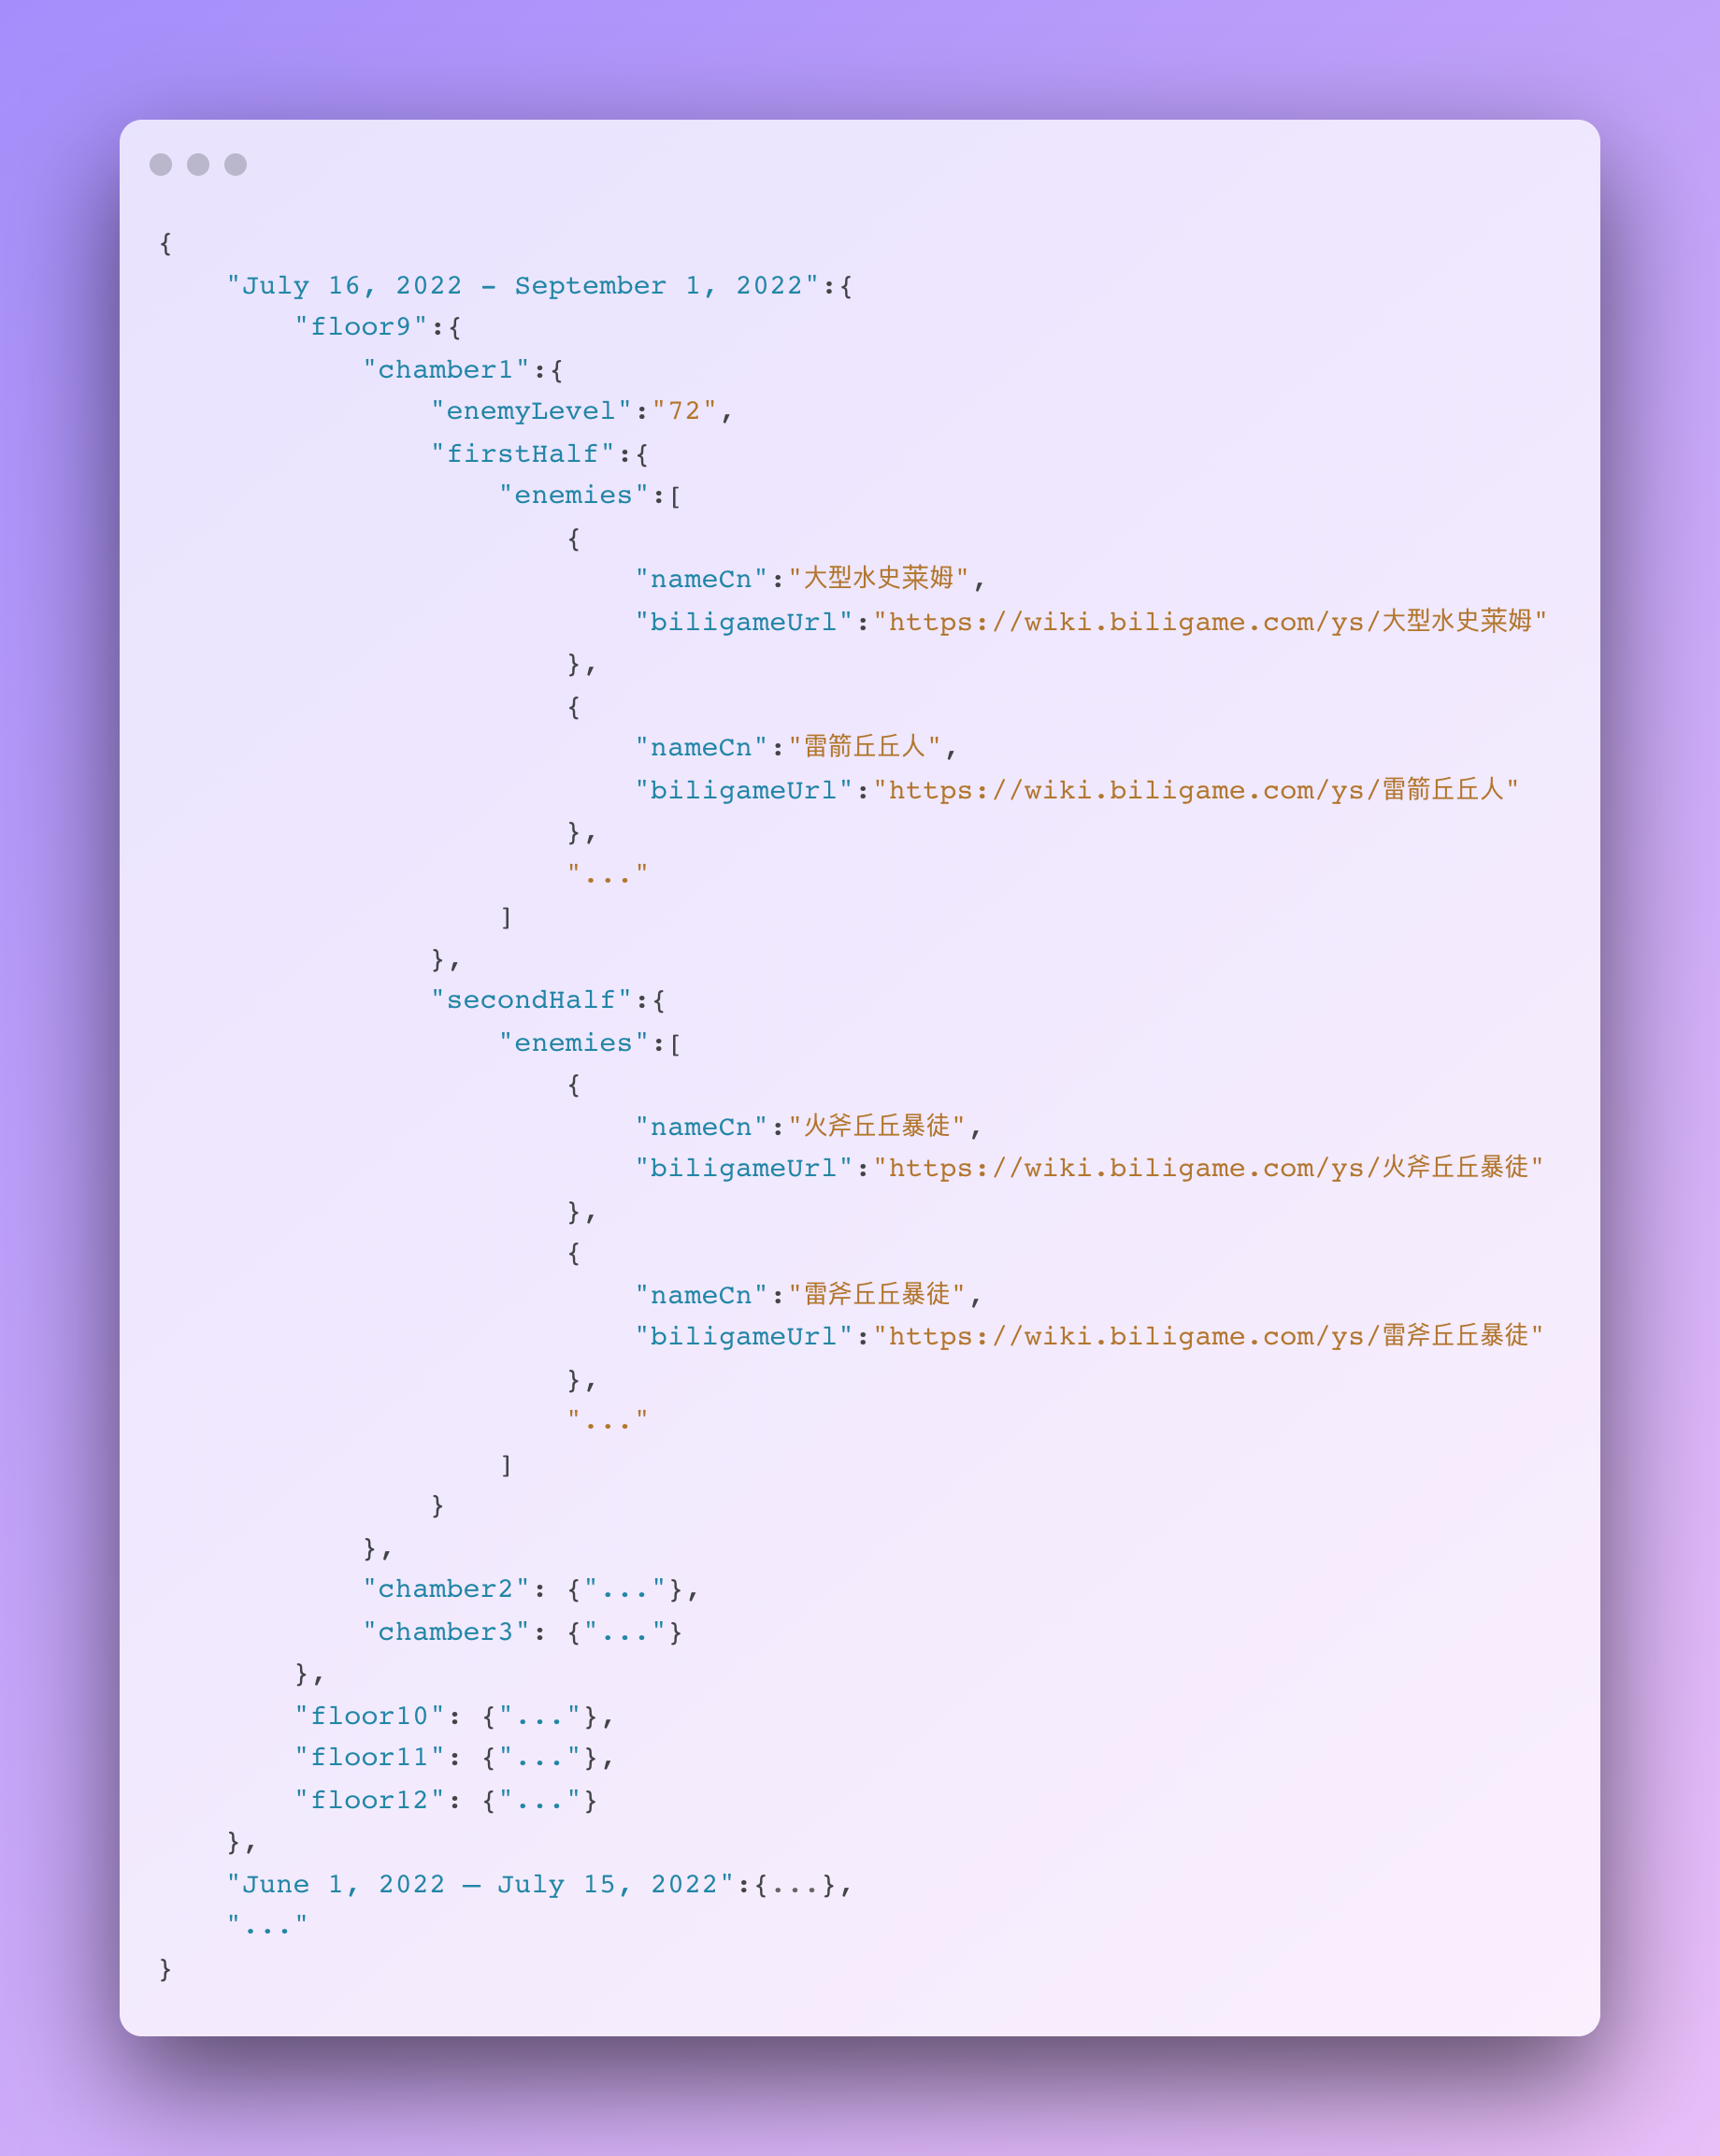 {
    "July 16, 2022 – September 1, 2022":{
        "floor9":{
            "chamber1":{
                "enemyLevel":"72",
                "firstHalf":{
                    "enemies":[
                        {
                            "nameCn":"大型水史莱姆",
                            "biligameUrl":"https://wiki.biligame.com/ys/大型水史莱姆"
                        },
                        {
                            "nameCn":"雷箭丘丘人",
                            "biligameUrl":"https://wiki.biligame.com/ys/雷箭丘丘人"
                        },
                        "..."
                    ]
                },
                "secondHalf":{
                    "enemies":[
                        {
                            "nameCn":"火斧丘丘暴徒",
                            "biligameUrl":"https://wiki.biligame.com/ys/火斧丘丘暴徒"
                        },
                        {
                            "nameCn":"雷斧丘丘暴徒",
                            "biligameUrl":"https://wiki.biligame.com/ys/雷斧丘丘暴徒"
                        },
                        "..."
                    ]
                }
            },
            "chamber2": {"..."},
            "chamber3": {"..."}
        },
        "floor10": {"..."},
        "floor11": {"..."},
        "floor12": {"..."}
    },
    "June 1, 2022 — July 15, 2022":{...},
    "..."
}